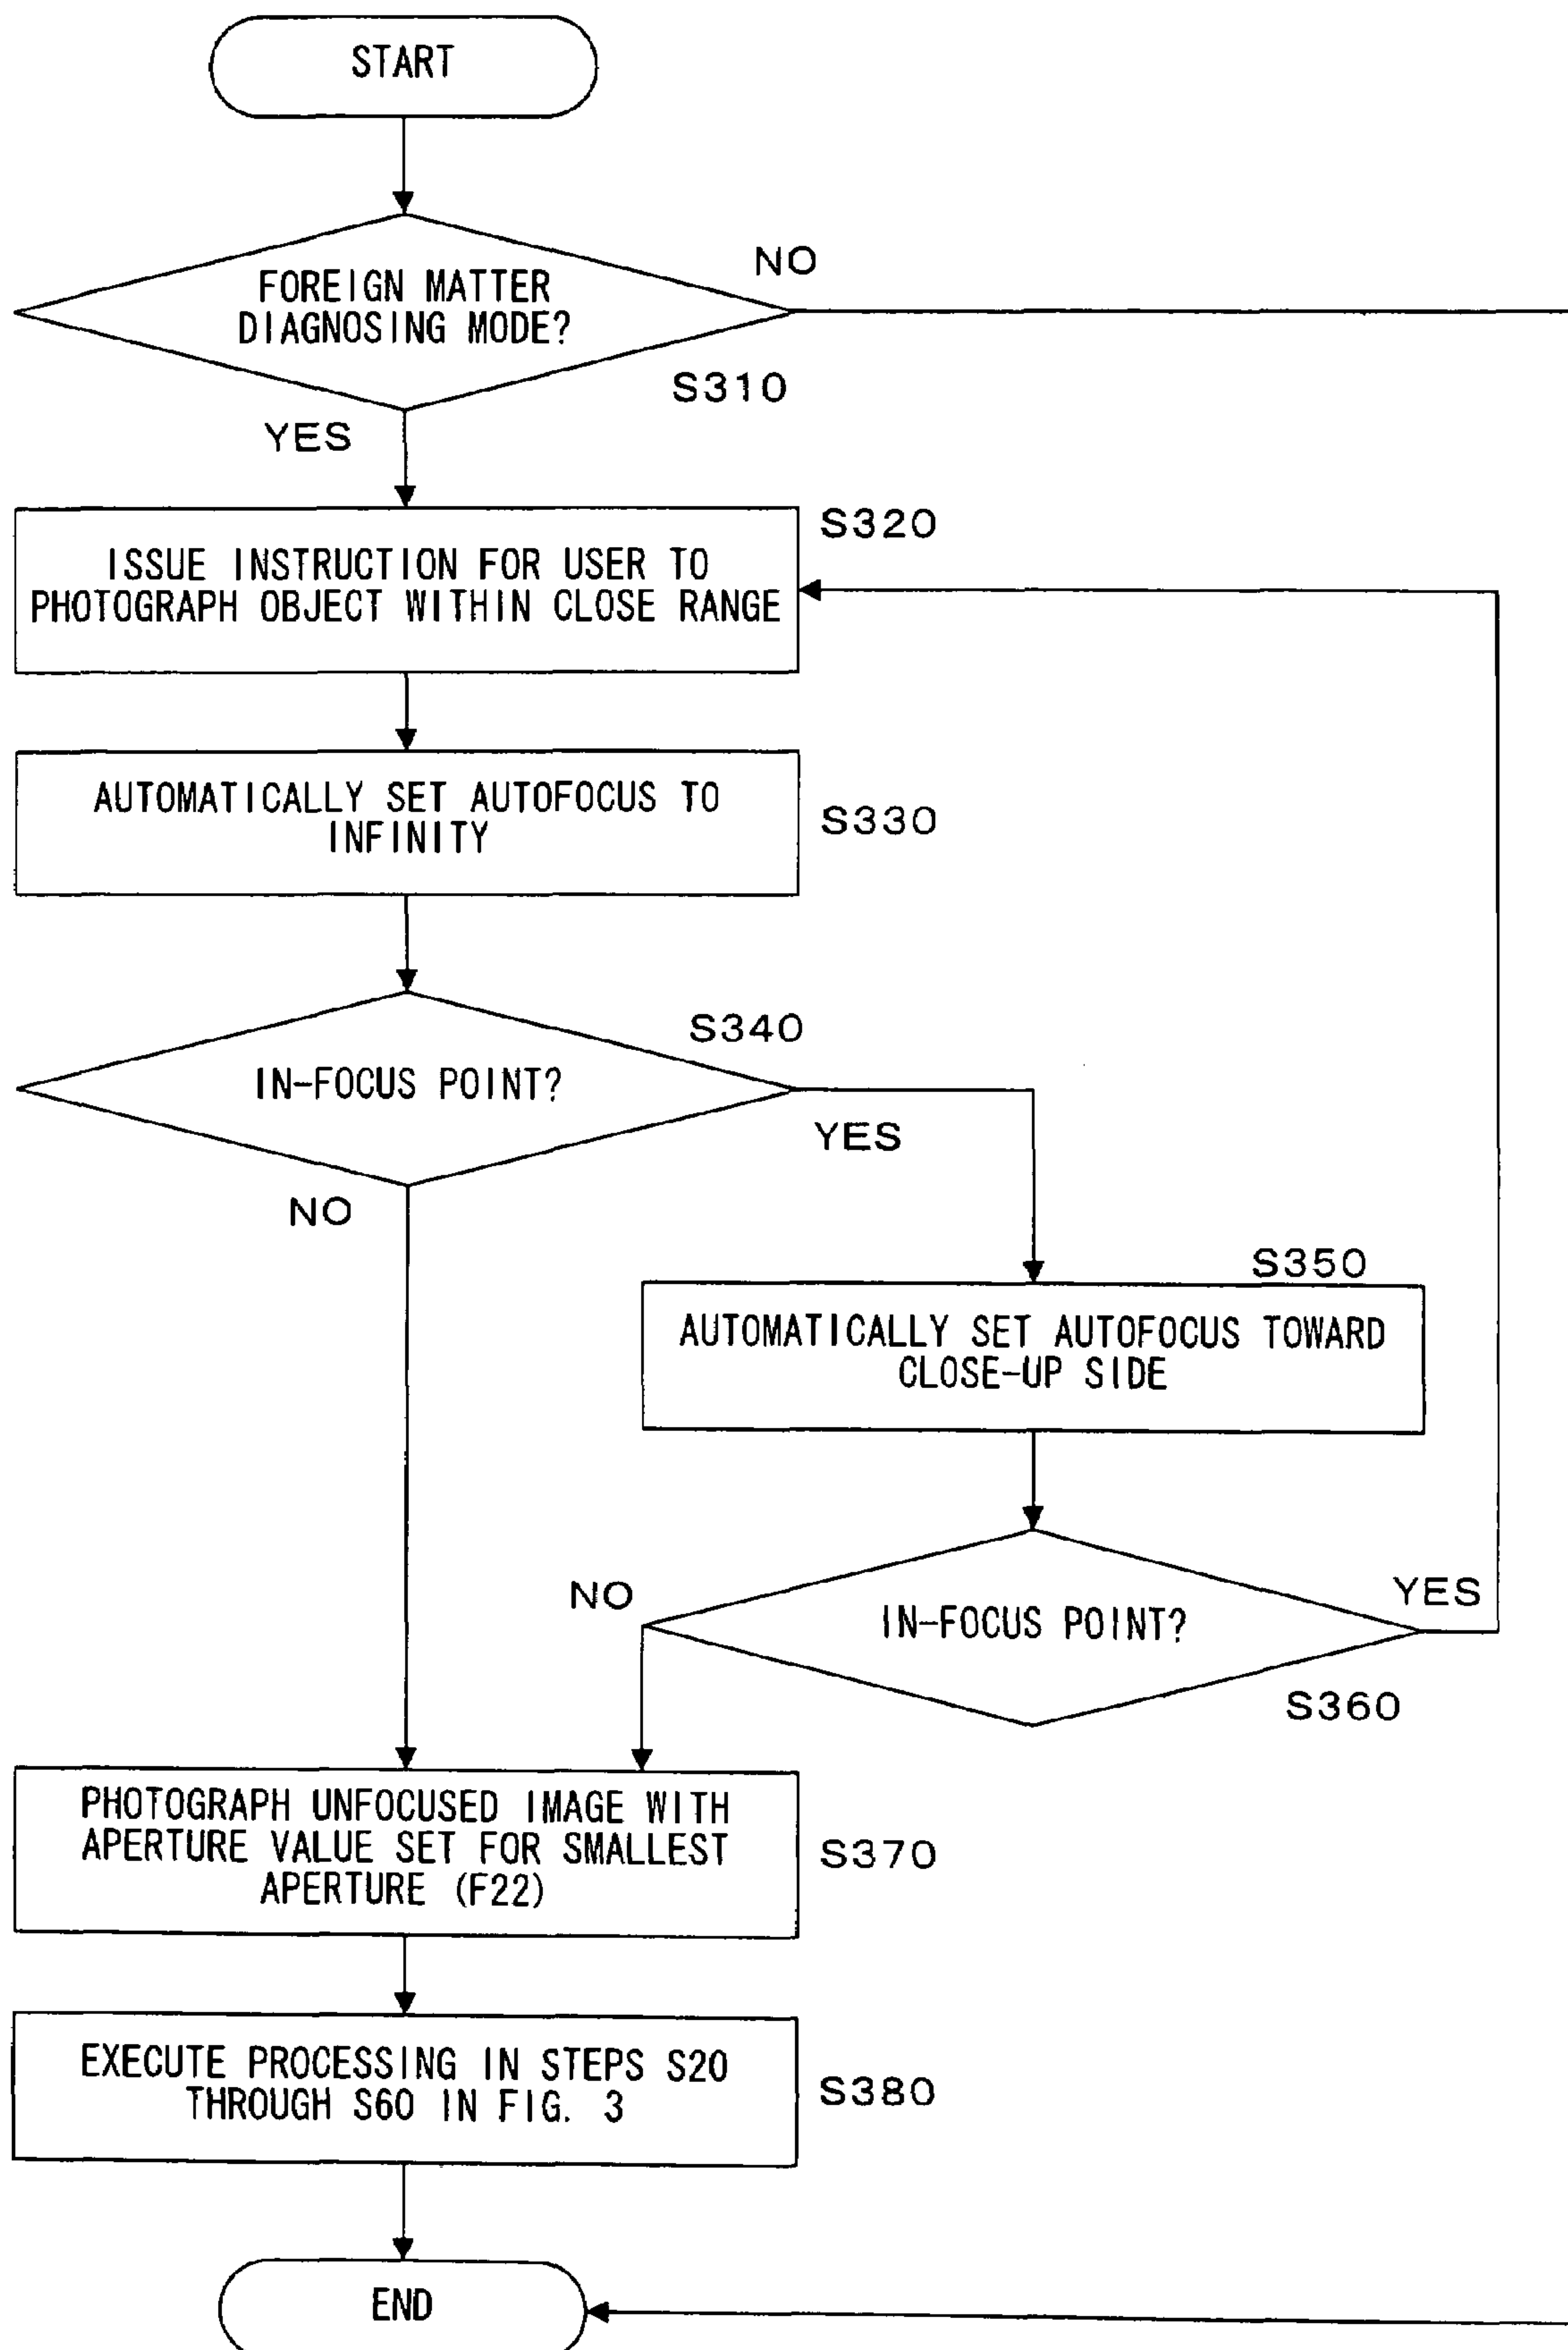 START
NO
FOREIGN MATTER
DIAGNOSING MODE?
S310
YES
S320
ISSUE INSTRUCTION FOR USER TO
PHOTOGRAPH OBJECT WITHIN CLOSE RANGE
AUTOMATICALLY SET AUTOFOCUS TO
INFINITY
S330
S340
IN-FOCUS POINT?
YES
NO
S350
AUTOMATICALLY SET AUTOFOCUS TOWARD
CLOSE-UP SIDE
NO
YES
IN-FOCUS POINT?
S360
PHOTOGRAPH UNFOCUSED IMAGE WITH
APERTURE VALUE SET FOR SMALLEST
APERTURE (F22)
S370
EXECUTE PROCESSING IN STEPS S20
THROUGH S60 IN FIG. 3
S380
END